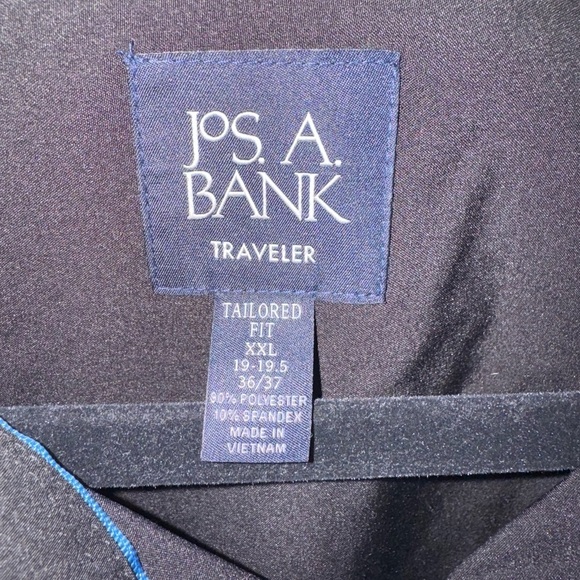 JOS. A.
BANK
TRAVELER
TAILORED
FIT
XXL
19-19.5
36/37
90% POLYESTER
10% SPANDEX
MADE IN
VIETNAM